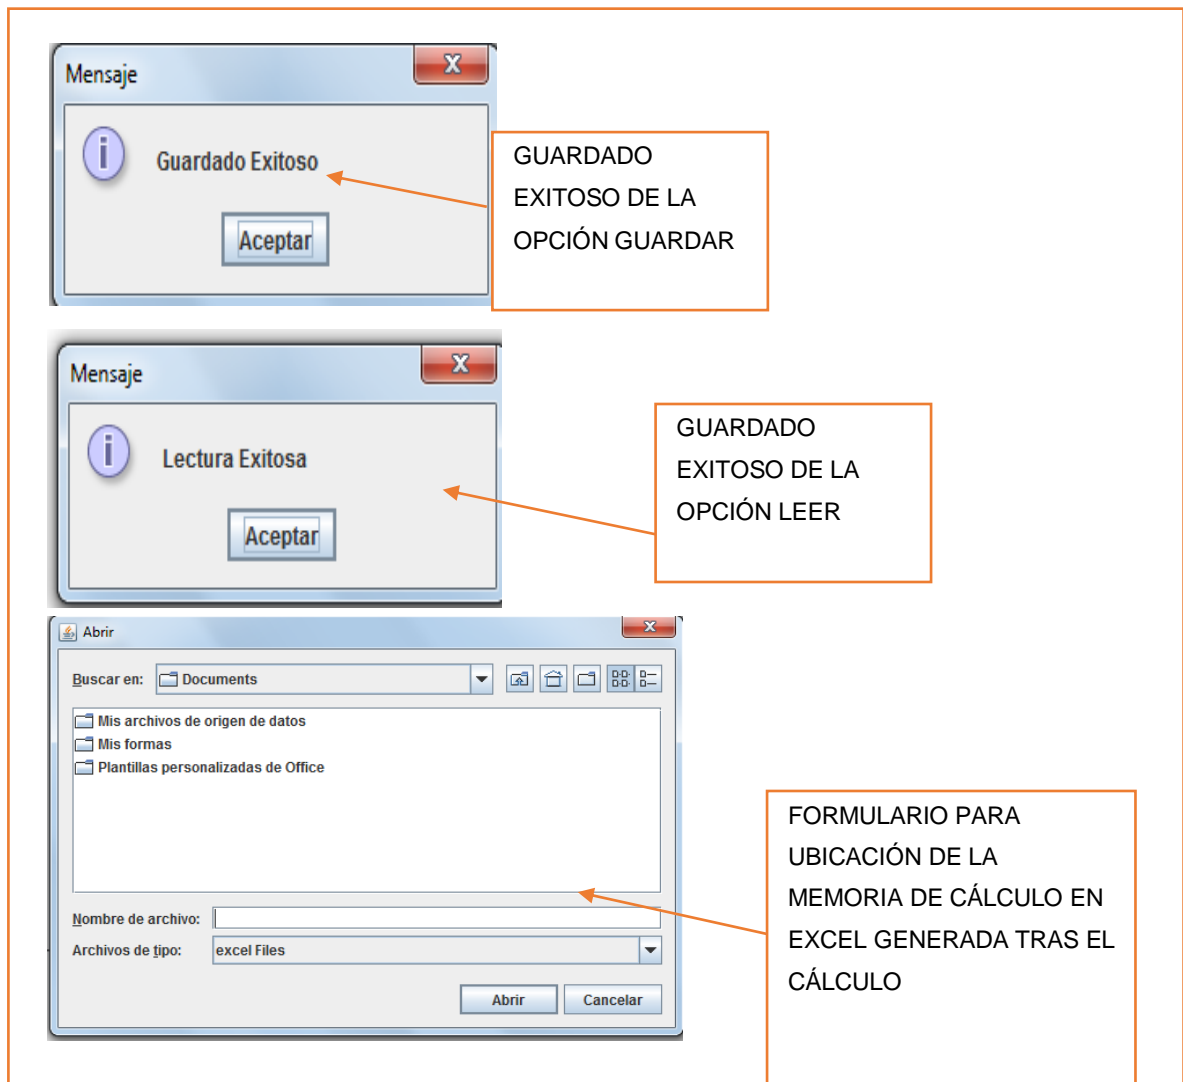 Mensaje
X
i
Guardado Exitoso
Aceptar
GUARDADO
EXITOSO DE LA
OPCIÓN GUARDAR
Mensaje
X
i
Lectura Exitosa
Aceptar
GUARDADO
EXITOSO DE LA
OPCIÓN LEER
Abrir
X
Buscar en: Documents
Mis archivos de origen de datos
Mis formas
Plantillas personalizadas de Office
Nombre de archivo:
Archivos de tipo: excel Files
Abrir Cancelar
FORMULARIO PARA
UBICACIÓN DE LA
MEMORIA DE CÁLCULO EN
EXCEL GENERADA TRAS EL
CÁLCULO